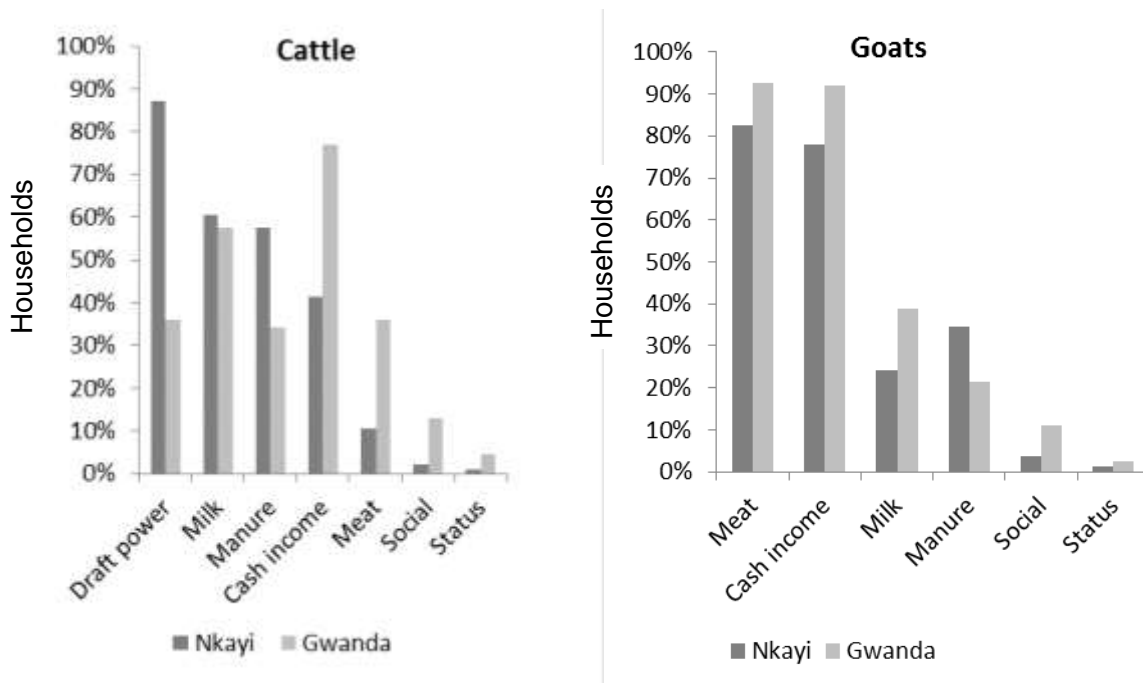 Cattle
Households
100%
90%
80%
70%
60%
50%
40%
30%
20%
10%
0%
Draft power
Milk
Manure
Cash income
Meat
Social
Status
Nkayi Gwanda
Goats
Households
100%
90%
80%
70%
60%
50%
40%
30%
20%
10%
0%
Meat
Cash income
Milk
Manure
Social
Status
Nkayi Gwanda